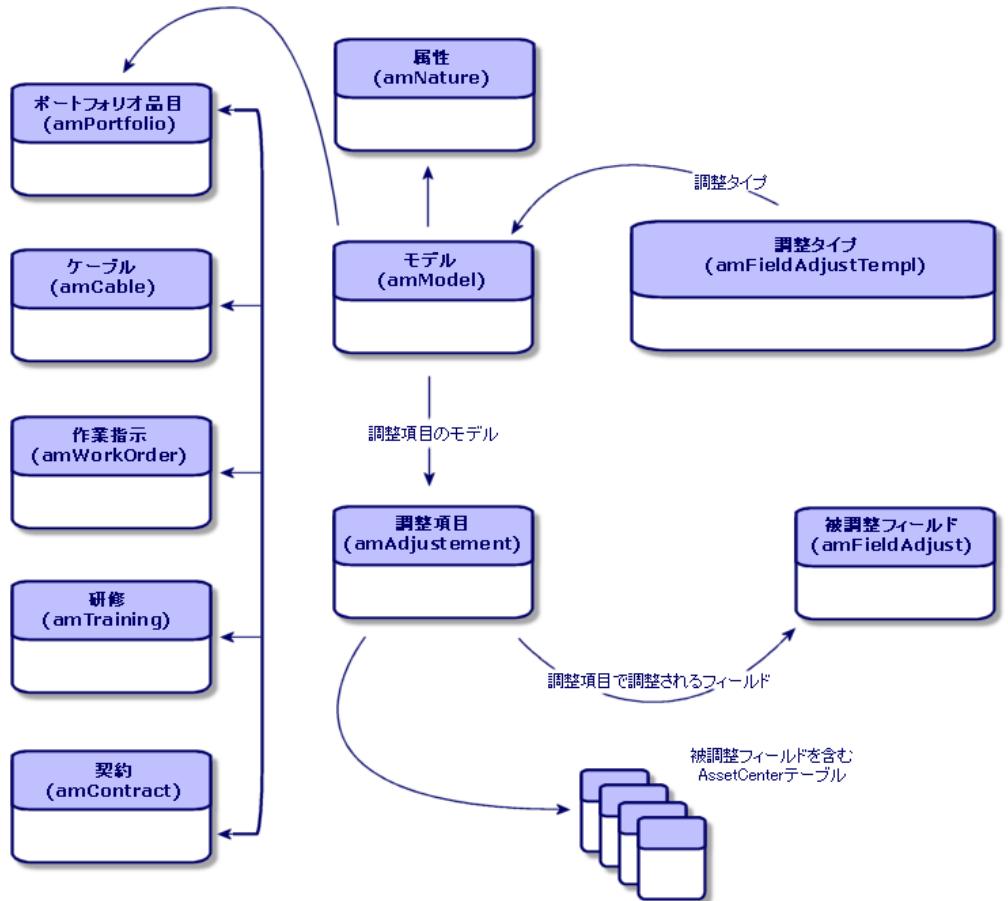 属性
(amNature)
ポートフォリオ品目
(amPortfolio)
調整タイプ
調整タイプ
(amFieldAdjustTempl)
モデル
(amModel)
ケーブル
(amCable)
作業指示
(amWorkOrder)
調整項目のモデル
調整項目
(amAdjustement)
被調整フィールド
(amFieldAdjust)
研修
(amTraining)
調整項目で調整されるフィールド
契約
(amContract)
被調整フィールドを含む
AssetCenterテーブル